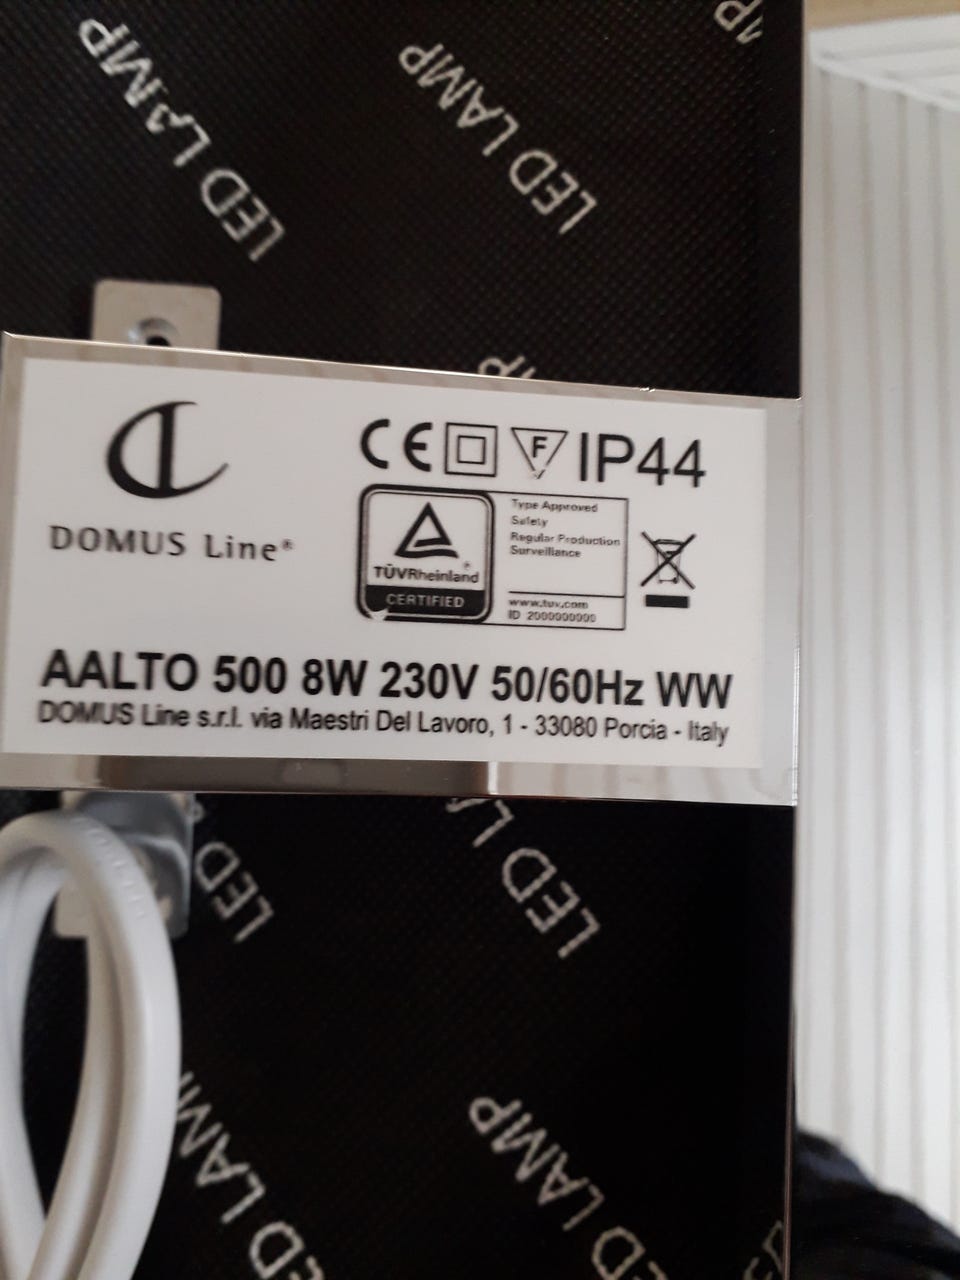 LED LAMP
LED LAMP
CE F IP44
DOMUS Line®
Type Approved
Safety
Regular Production
Surveillance
TÜVRheinland®
CERTIFIED
www.tuv.com
ID 2000000000
AALTO 500 8W 230V 50/60Hz WW
DOMUS Line s.r.l. via Maestri Del Lavoro, 1 - 33080 Porcia - Italy
LED
LED
LED LAMP
LED LAMP